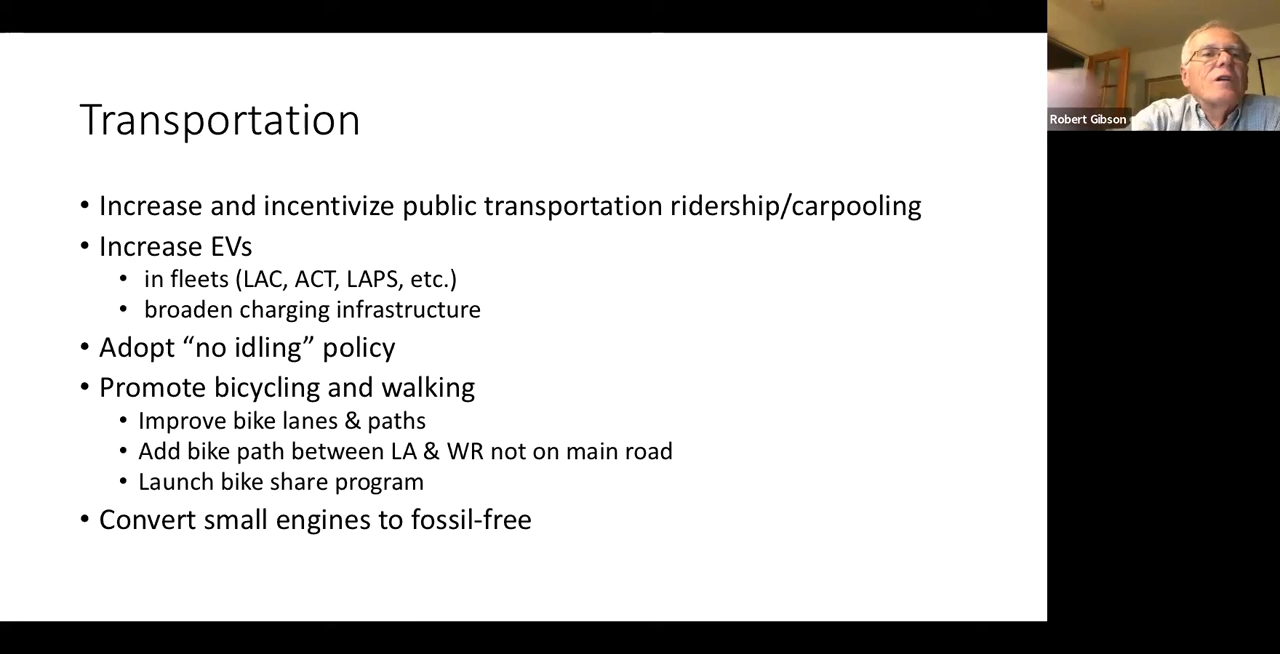 Transportation
• Increase and incentivize public transportation ridership/carpooling
• Increase EVs
• in fleets (LAC, ACT, LAPS, etc.)
• broaden charging infrastructure
• Adopt “no idling” policy
• Promote bicycling and walking
• Improve bike lanes & paths
• Add bike path between LA & WR not on main road
• Launch bike share program
• Convert small engines to fossil-free
Robert Gibson